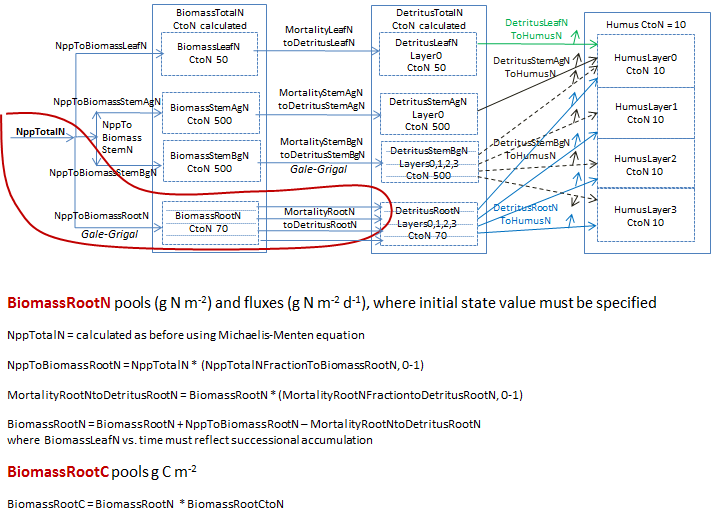 BiomassTotalN
CtoN calculated
DetritusTotalN
CtoN calculated
Humus CtoN = 10
NppToBiomassLeafN
BiomassLeafN
CtoN 50
MortalityLeafN
toDetritusLeafN
DetritusLeafN
Layer0
CtoN 50
DetritusLeafN
ToHumusN
HumusLayer0
CtoN 10
NppToBiomassStemAgN
BiomassStemAgN
CtoN 500
MortalityStemAgN
toDetritusStemAgN
DetritusStemAgN
Layer0
CtoN 500
DetritusStemAgN
ToHumusN
HumusLayer1
CtoN 10
NppTotalN
NppTo
Biomass
StemN
NppToBiomassStemBgN
BiomassStemBgN
CtoN 500
MortalityStemBgN
toDetritusStemBgN
Gale-Grigal
DetritusStemBgN
Layers0,1,2,3
CtoN 500
DetritusStemBgN
ToHumusN
HumusLayer2
CtoN 10
NppToBiomassRootN
Gale-Grigal
BiomassRootN
CtoN 70
MortalityRootN
toDetritusRootN
DetritusRootN
Layers0,1,2,3
CtoN 70
DetritusRootN
ToHumusN
HumusLayer3
CtoN 10
BiomassRootN pools (g N m-2) and fluxes (g N m-2 d-1), where initial state value must be specified
NppTotalN = calculated as before using Michaelis-Menten equation
NppToBiomassRootN = NppTotalN * (NppTotalNFractionToBiomassRootN, 0-1)
MortalityRootNtoDetritusRootN = BiomassRootN * (MortalityRootNFractiontoDetritusRootN, 0-1)
BiomassRootN = BiomassRootN + NppToBiomassRootN – MortalityRootNtoDetritusRootN
where BiomassLeafN vs. time must reflect successional accumulation
BiomassRootC pools g C m-2
BiomassRootC = BiomassRootN * BiomassRootCtoN